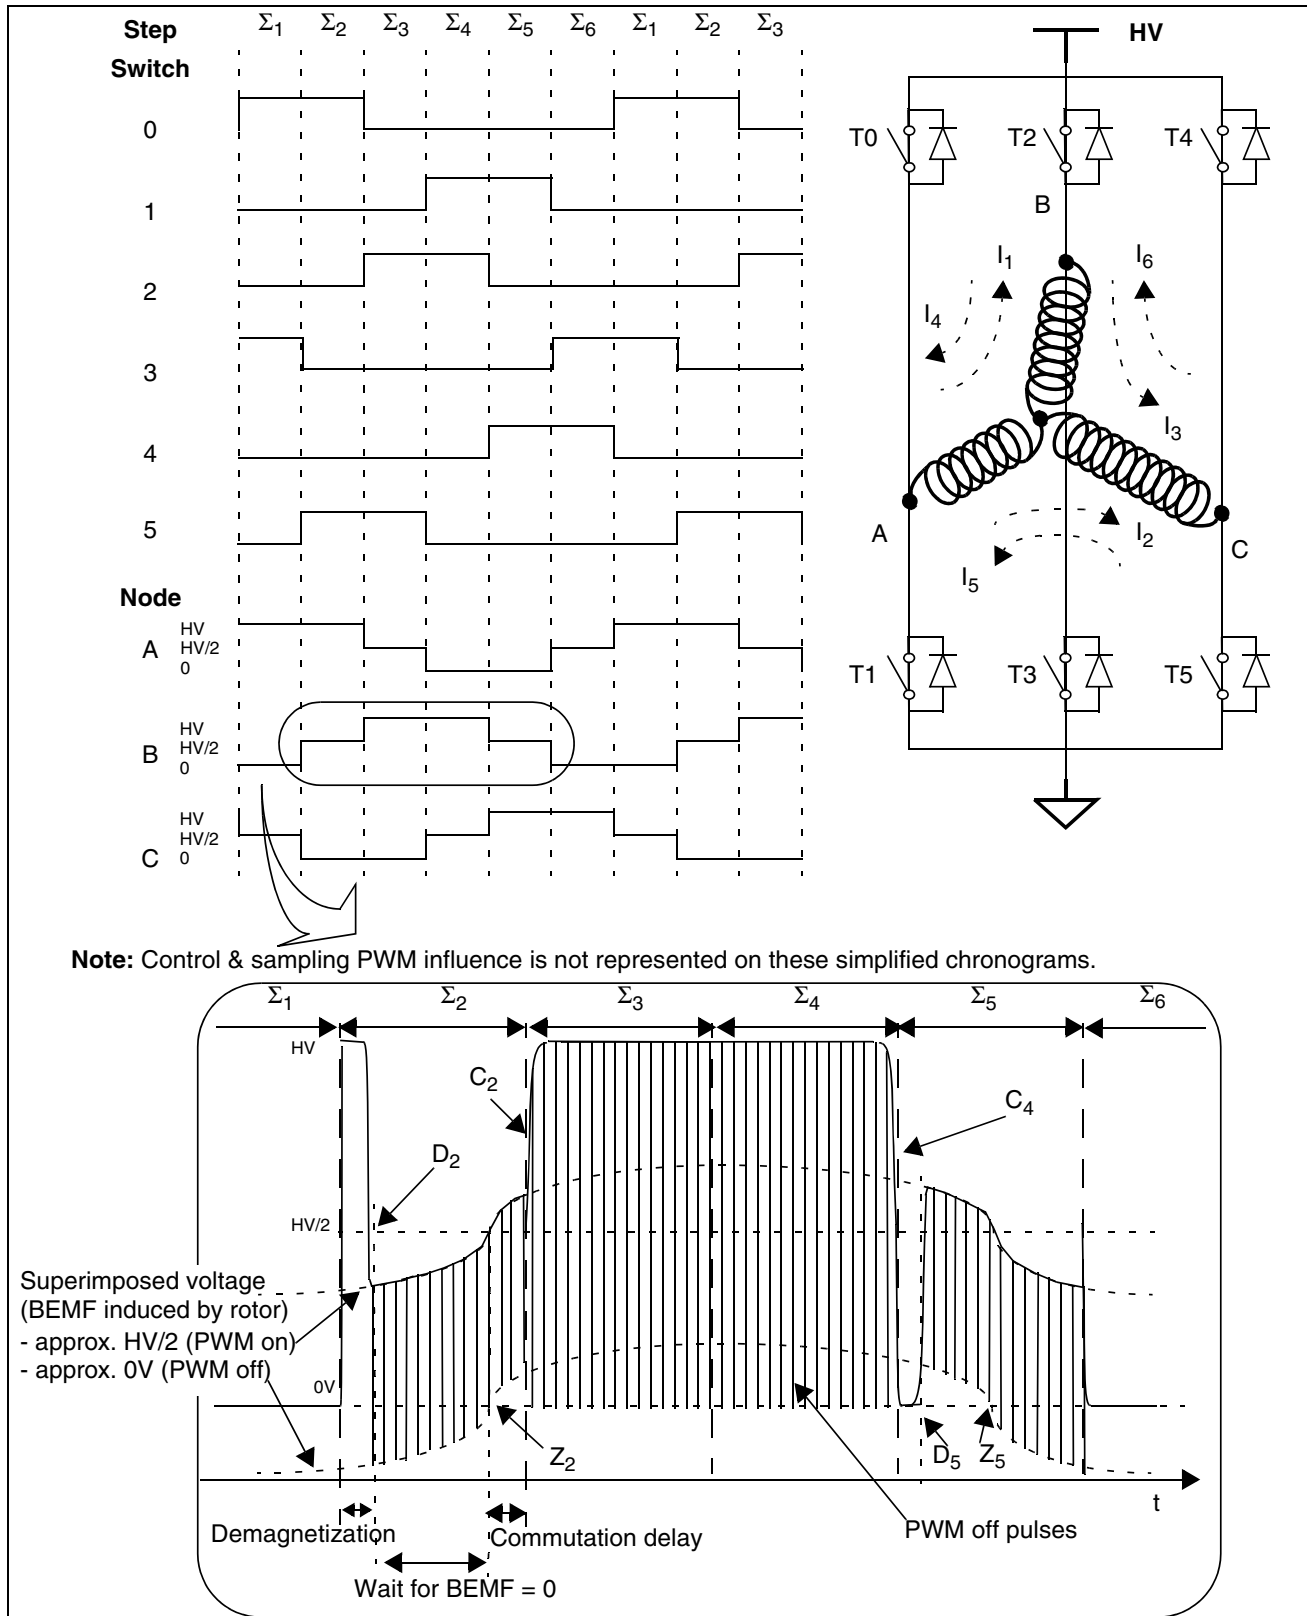 Step Σ1 Σ2 Σ3 Σ4 Σ5 Σ6 Σ1 Σ2 Σ3
Switch
0
1
2
3
4
5
Node
A HV
HV/2
0
B HV
HV/2
0
C HV
HV/2
0
HV
T0 T2 T4
B
I1 I6
I4
I3
A
I2
C
I5
T1 T3 T5
Note: Control & sampling PWM influence is not represented on these simplified chronograms.
Σ1 Σ2 Σ3 Σ4 Σ5 Σ6
HV
C2
C4
D2
HV/2
Superimposed voltage
(BEMF induced by rotor)
- approx. HV/2 (PWM on)
- approx. 0V (PWM off)
0V
Z2
D5 Z5
t
Demagnetization
Commutation delay
PWM off pulses
Wait for BEMF = 0